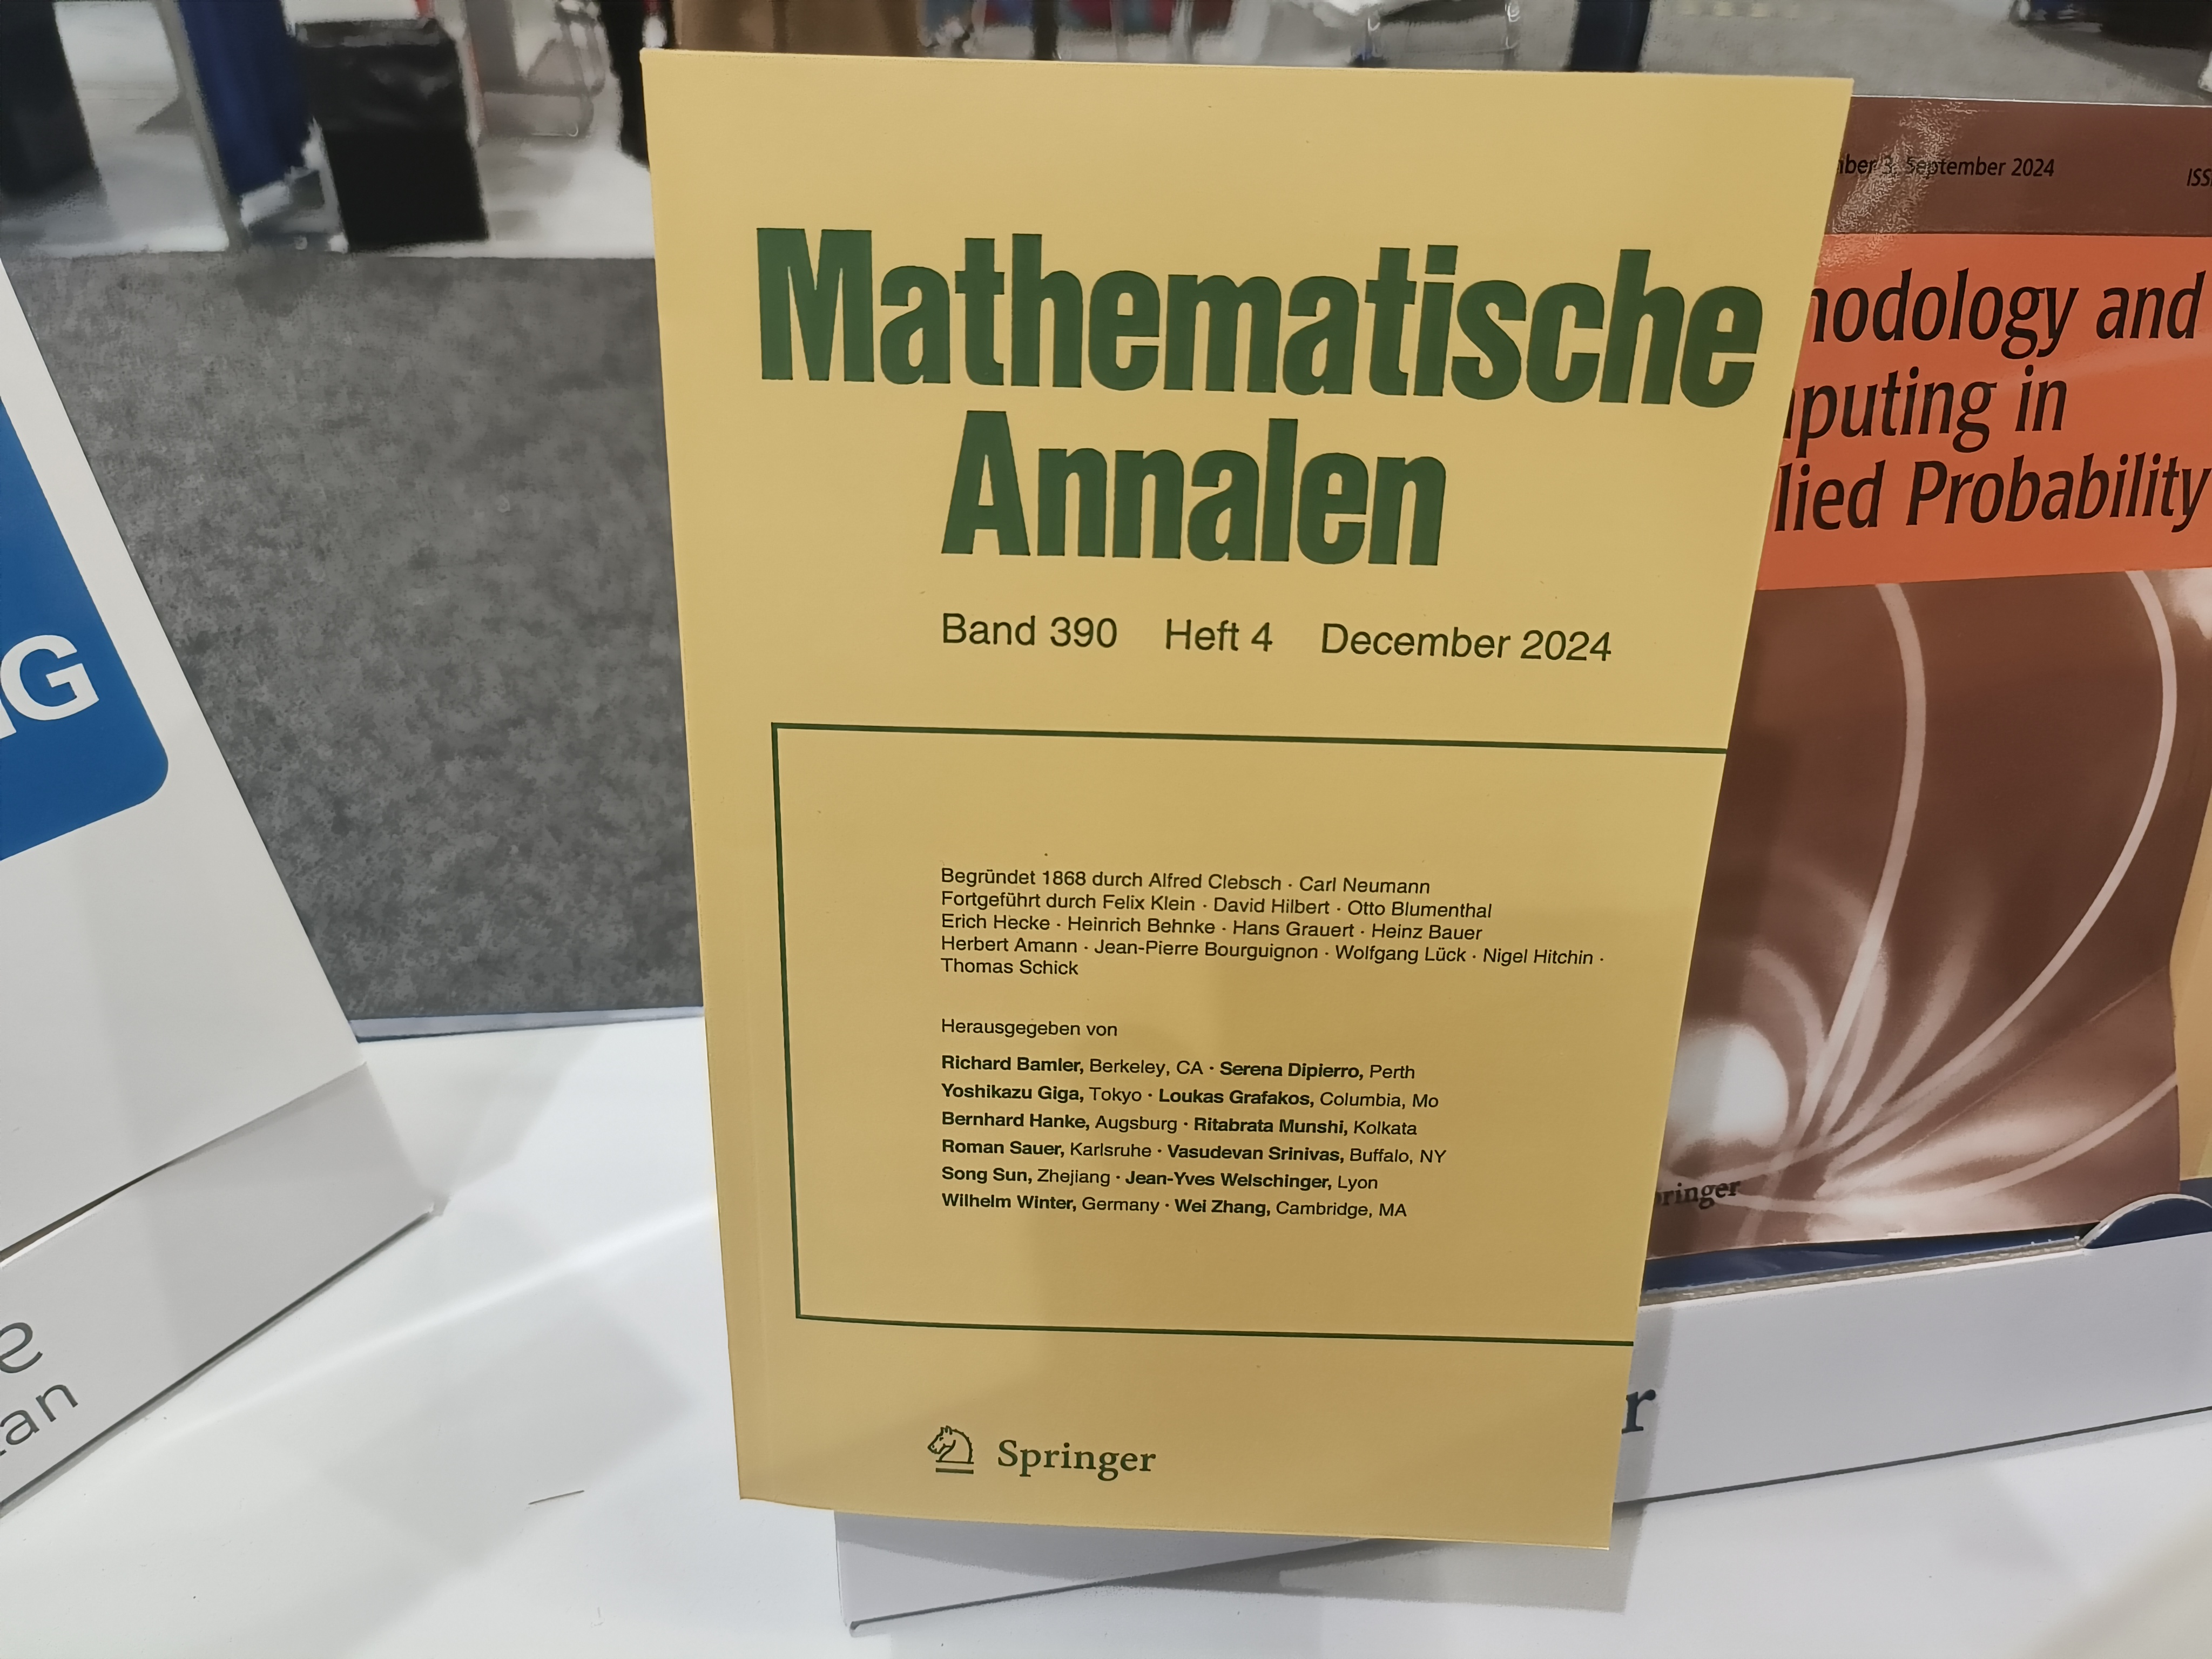 Mathematische
Annalen
Band 390 Heft 4 December 2024
Begründet 1868 durch Alfred Clebsch · Carl Neumann
Fortgeführt durch Felix Klein · David Hilbert · Otto Blumenthal
Erich Hecke · Heinrich Behnke · Hans Grauert · Heinz Bauer
Herbert Amann · Jean-Pierre Bourguignon · Wolfgang Lück · Nigel Hitchin ·
Thomas Schick
Herausgegeben von
Richard Bamler, Berkeley, CA · Serena Dipierro, Perth
Yoshikazu Giga, Tokyo · Loukas Grafakos, Columbia, Mo
Bernhard Hanke, Augsburg · Ritabrata Munshi, Kolkata
Roman Sauer, Karlsruhe · Vasudevan Srinivas, Buffalo, NY
Song Sun, Zhejiang · Jean-Yves Welschinger, Lyon
Wilhelm Winter, Germany · Wei Zhang, Cambridge, MA
Springer
3, September 2024
hodology and
puting in
lied Probability
ringer
r
G
an